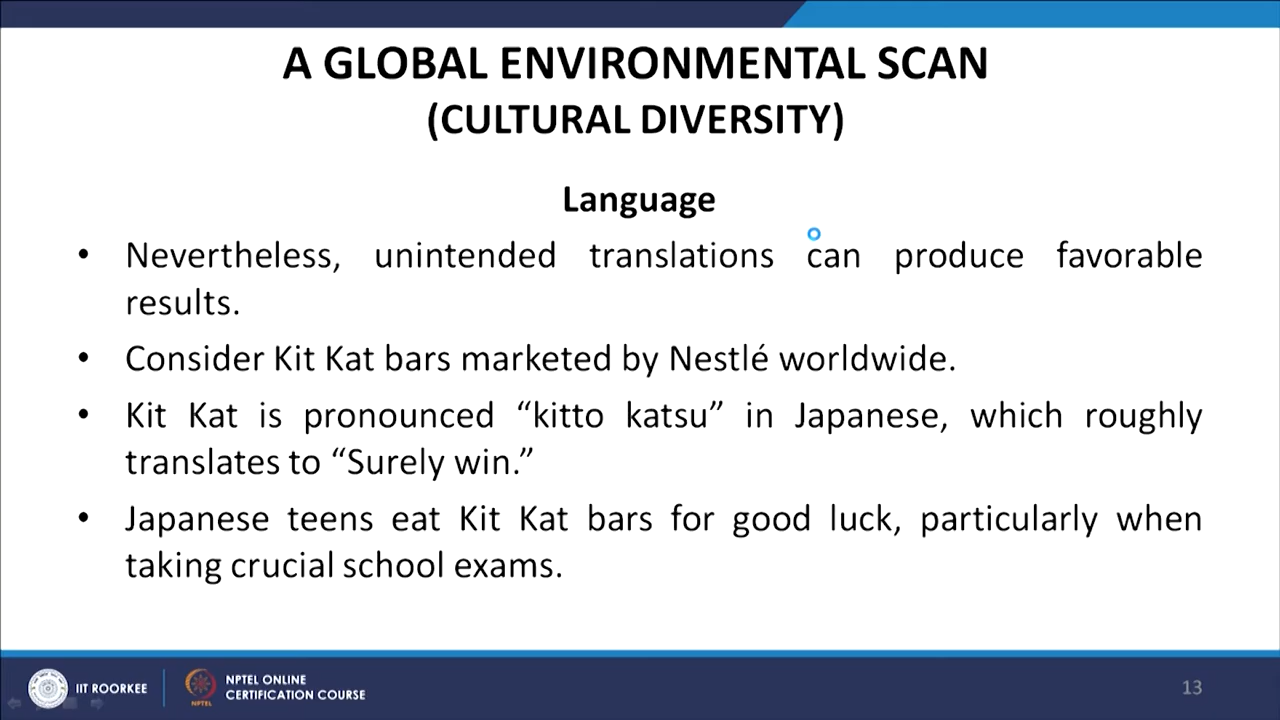 A GLOBAL ENVIRONMENTAL SCAN
(CULTURAL DIVERSITY)
Language
• Nevertheless, unintended translations can produce favorable
results.
• Consider Kit Kat bars marketed by Nestlé worldwide.
• Kit Kat is pronounced “kitto katsu” in Japanese, which roughly
translates to “Surely win.”
• Japanese teens eat Kit Kat bars for good luck, particularly when
taking crucial school exams.
IIT ROORKEE
NPTEL
NPTEL ONLINE
CERTIFICATION COURSE
13